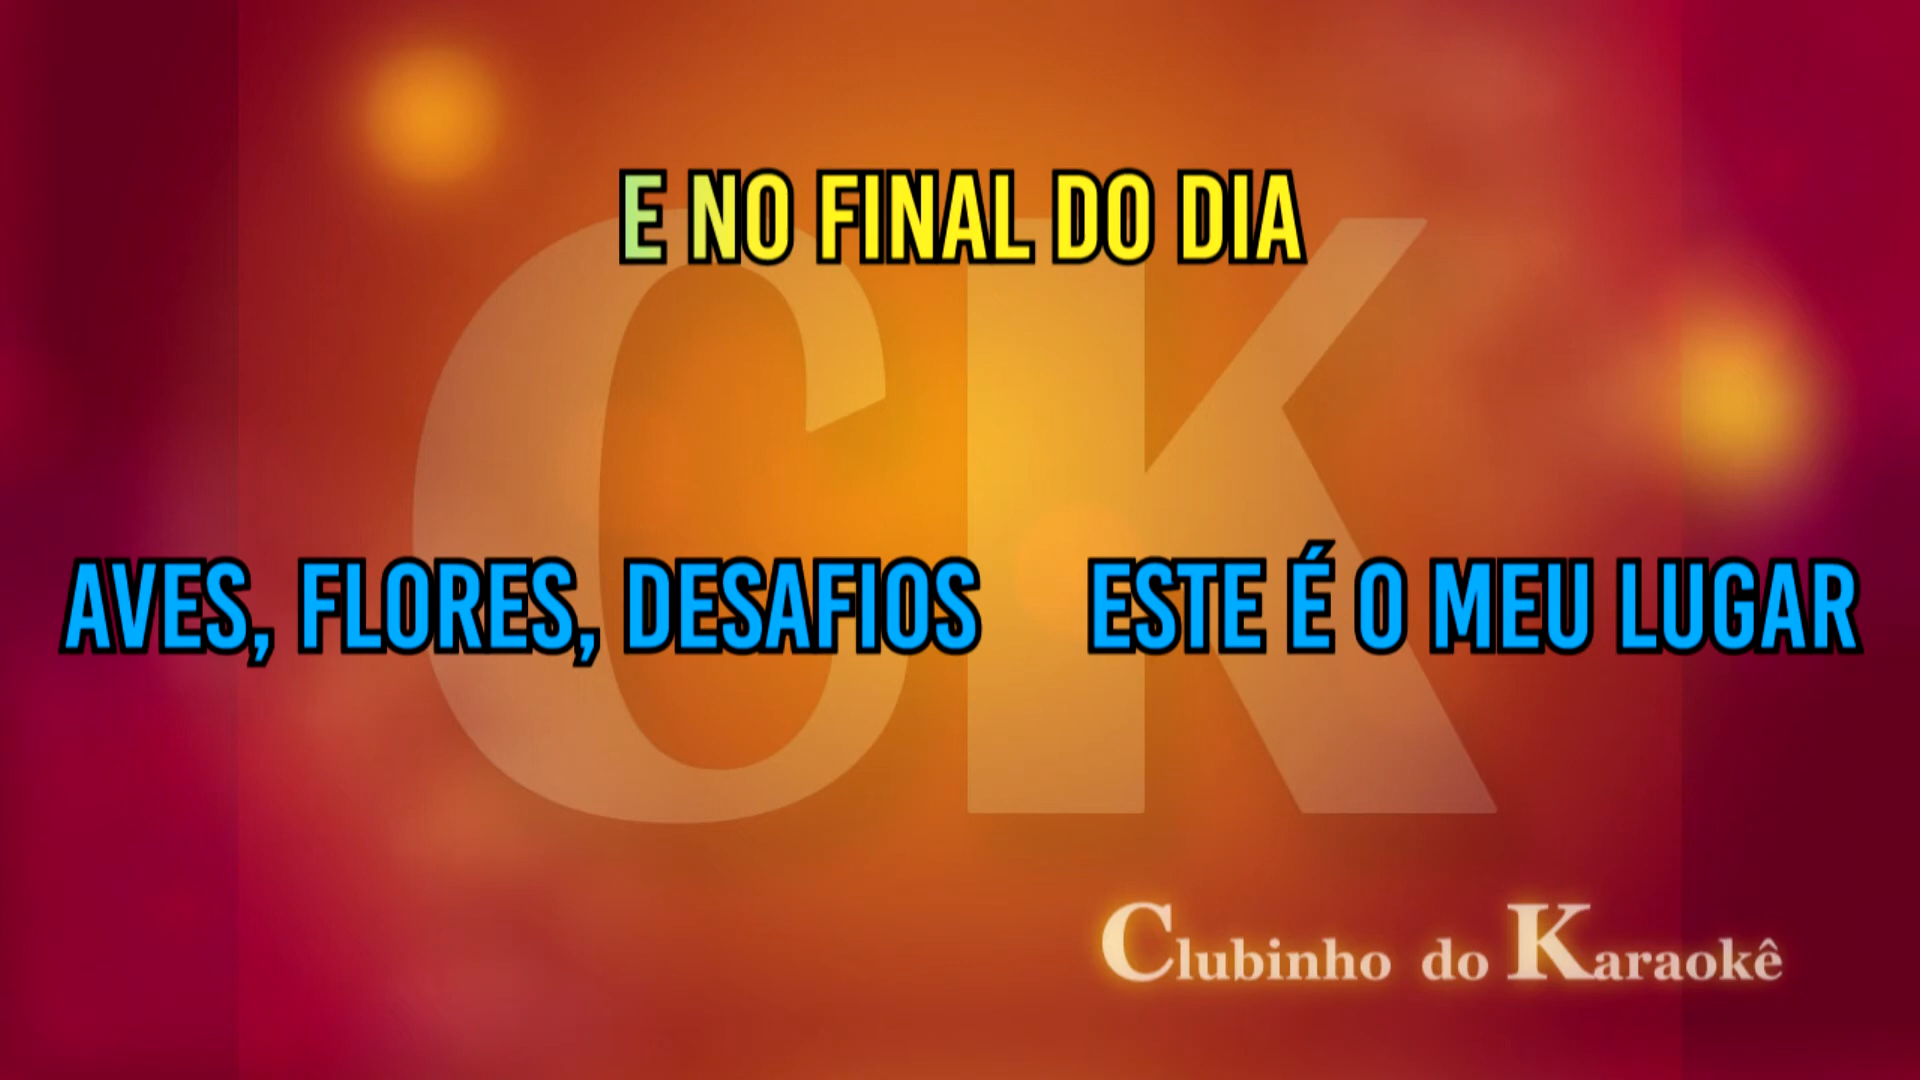 E NO FINAL DO DIA
AVES, FLORES, DESAFIOS ESTE É O MEU LUGAR
CK
Clubinho do Karaokê